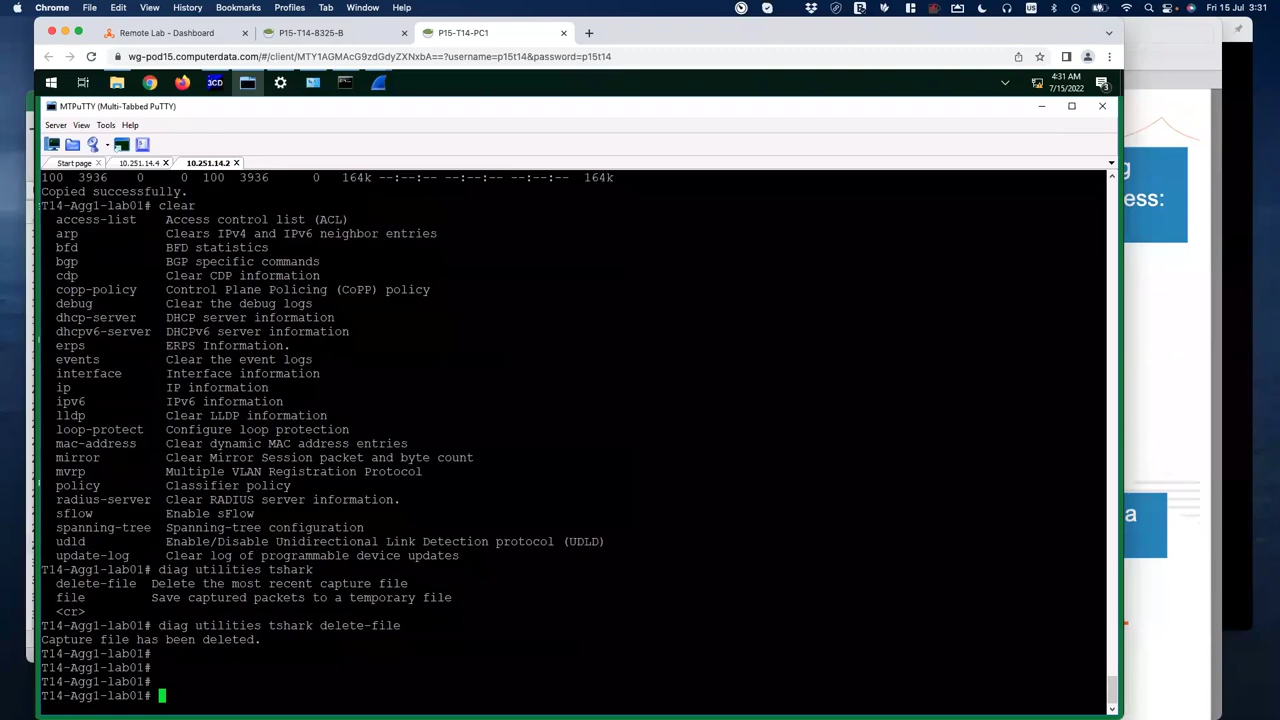 Chrome File Edit View History Bookmarks Profiles Tab Window Help Fri 15 Jul 3:31
Remote Lab - Dashboard
P15-T14-8325-B
P15-T14-PC1
wg-pod15.computerdata.com/#/client/MTY1AGMAcG9zdGdyZXNxbA==?username=p15t14&password=p15t14
3CD
4:31 AM
7/15/2022
MTPuTTY (Multi-Tabbed PuTTY)
Server View Tools Help
Start page 10.251.14.4 10.251.14.2
100 3936 0 0 100 3936 0 164k --:--:-- --:--:-- --:--:-- 164k
Copied successfully.
T14-Agg1-lab01# clear
access-list Access control list (ACL)
arp Clears IPv4 and IPv6 neighbor entries
bfd BFD statistics
bgp BGP specific commands
cdp Clear CDP information
copp-policy Control Plane Policing (CoPP) policy
debug Clear the debug logs
dhcp-server DHCP server information
dhcpv6-server DHCPv6 server information
erps ERPS Information.
events Clear the event logs
interface Interface information
ip IP information
ipv6 IPv6 information
lldp Clear LLDP information
loop-protect Configure loop protection
mac-address Clear dynamic MAC address entries
mirror Clear Mirror Session packet and byte count
mvrp Multiple VLAN Registration Protocol
policy Classifier policy
radius-server Clear RADIUS server information.
sflow Enable sFlow
spanning-tree Spanning-tree configuration
udld Enable/Disable Unidirectional Link Detection protocol (UDLD)
update-log Clear log of programmable device updates
T14-Agg1-lab01# diag utilities tshark
delete-file Delete the most recent capture file
file Save captured packets to a temporary file
<cr>
T14-Agg1-lab01# diag utilities tshark delete-file
Capture file has been deleted.
T14-Agg1-lab01#
T14-Agg1-lab01#
T14-Agg1-lab01#
T14-Agg1-lab01#
g
ess:
a